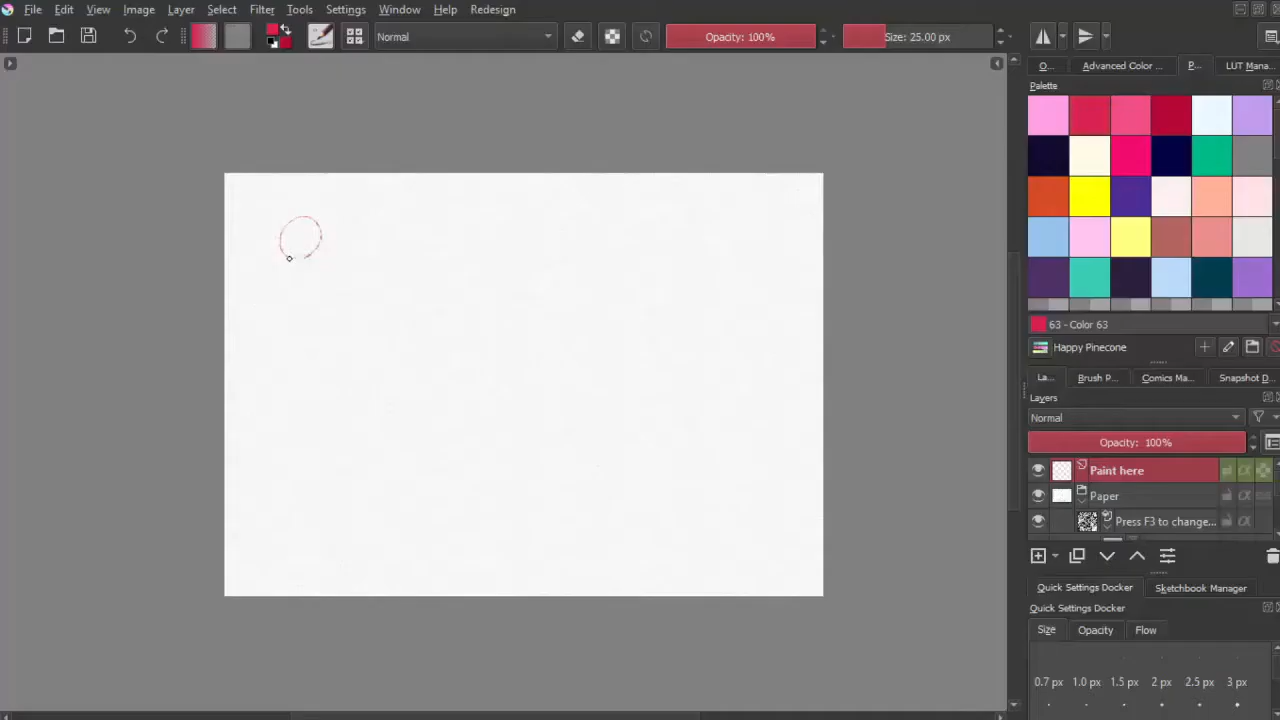 File Edit View Image Layer Select Filter Tools Settings Window Help Redesign
Normal Opacity: 100% Size: 25.00 px
O... Advanced Color ... P... LUT Mana...
Palette
63 - Color 63
Happy Pinecone
La... Brush P... Comics Ma... Snapshot D...
Layers
Normal
Opacity: 100%
Paint here
Paper
Press F3 to change...
Quick Settings Docker Sketchbook Manager
Quick Settings Docker
Size Opacity Flow
0.7 px 1.0 px 1.5 px 2 px 2.5 px 3 px